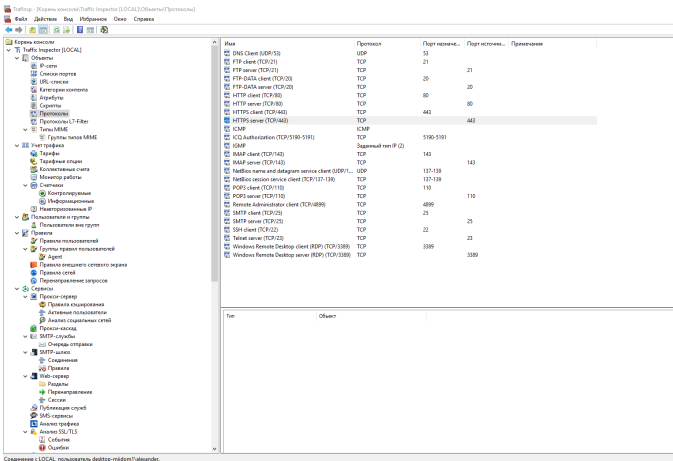 TrafInsp - [Корень консоли\Traffic Inspector [LOCAL]\Объекты\Протоколы]
Файл Действие Вид Избранное Окно Справка
Корень консоли
Traffic Inspector [LOCAL]
Объекты
IP-сети
Списки портов
URL-списки
Категории контента
Атрибуты
Скрипты
Протоколы
Протоколы L7-Filter
Типы MIME
Группы типов MIME
Учет трафика
Тарифы
Тарифные опции
Коллективные счета
Монитор работы
Счетчики
Контролируемые
Информационные
Неавторизованные IP
Пользователи и группы
Пользователи вне групп
Правила
Правила пользователей
Группы правил пользователей
Agent
Правила внешнего сетевого экрана
Правила сетей
Перенаправление запросов
Сервисы
Прокси-сервер
Правила кэширования
Активные пользователи
Анализ социальных сетей
Прокси-каскад
SMTP-службы
Очередь отправки
SMTP-шлюз
Соединения
Правила
Web-сервер
Разделы
Перенаправление
Сессии
Публикация служб
SMS-сервисы
Анализ трафика
Анализ SSL/TLS
События
Ошибки
Имя Протокол Порт назначе... Порт источни... Примечания
DNS Client (UDP/53) UDP 53
FTP client (TCP/21) TCP 21
FTP server (TCP/21) TCP 21
FTP-DATA client (TCP/20) TCP 20
FTP-DATA server (TCP/20) TCP 20
HTTP client (TCP/80) TCP 80
HTTP server (TCP/80) TCP 80
HTTPS client (TCP/443) TCP 443
HTTPS server (TCP/443) TCP 443
ICMP ICMP
ICQ Authorization (TCP/5190-5191) TCP 5190-5191
IGMP Заданный тип IP (2)
IMAP client (TCP/143) TCP 143
IMAP server (TCP/143) TCP 143
NetBios name and datagram service client (UDP/1... UDP 137-139
NetBios session service client (TCP/137-139) TCP 137-139
POP3 client (TCP/110) TCP 110
POP3 server (TCP/110) TCP 110
Remote Administrator client (TCP/4899) TCP 4899
SMTP client (TCP/25) TCP 25
SMTP server (TCP/25) TCP 25
SSH client (TCP/22) TCP 22
Telnet server (TCP/23) TCP 23
Windows Remote Desktop client (RDP) (TCP/3389) TCP 3389
Windows Remote Desktop server (RDP) (TCP/3389) TCP 3389
Тип Объект
Соединение с LOCAL, пользователь